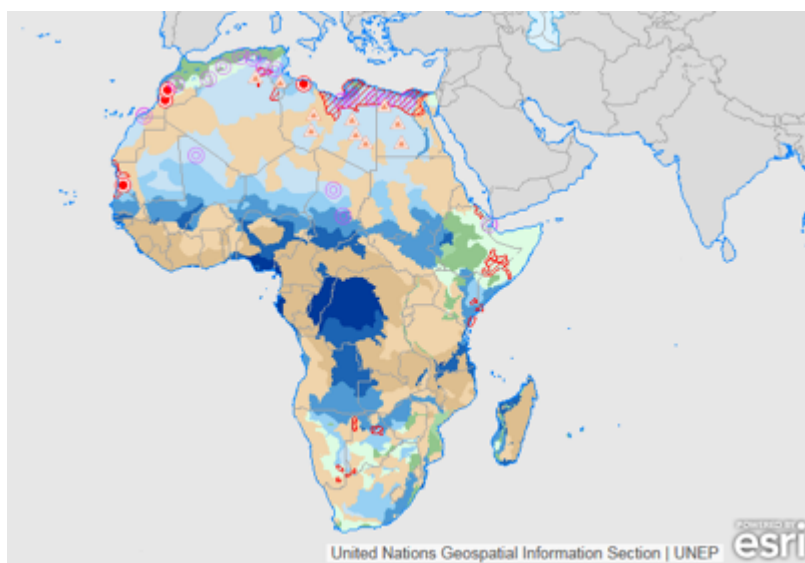 POWERED BY
esri
United Nations Geospatial Information Section | UNEP